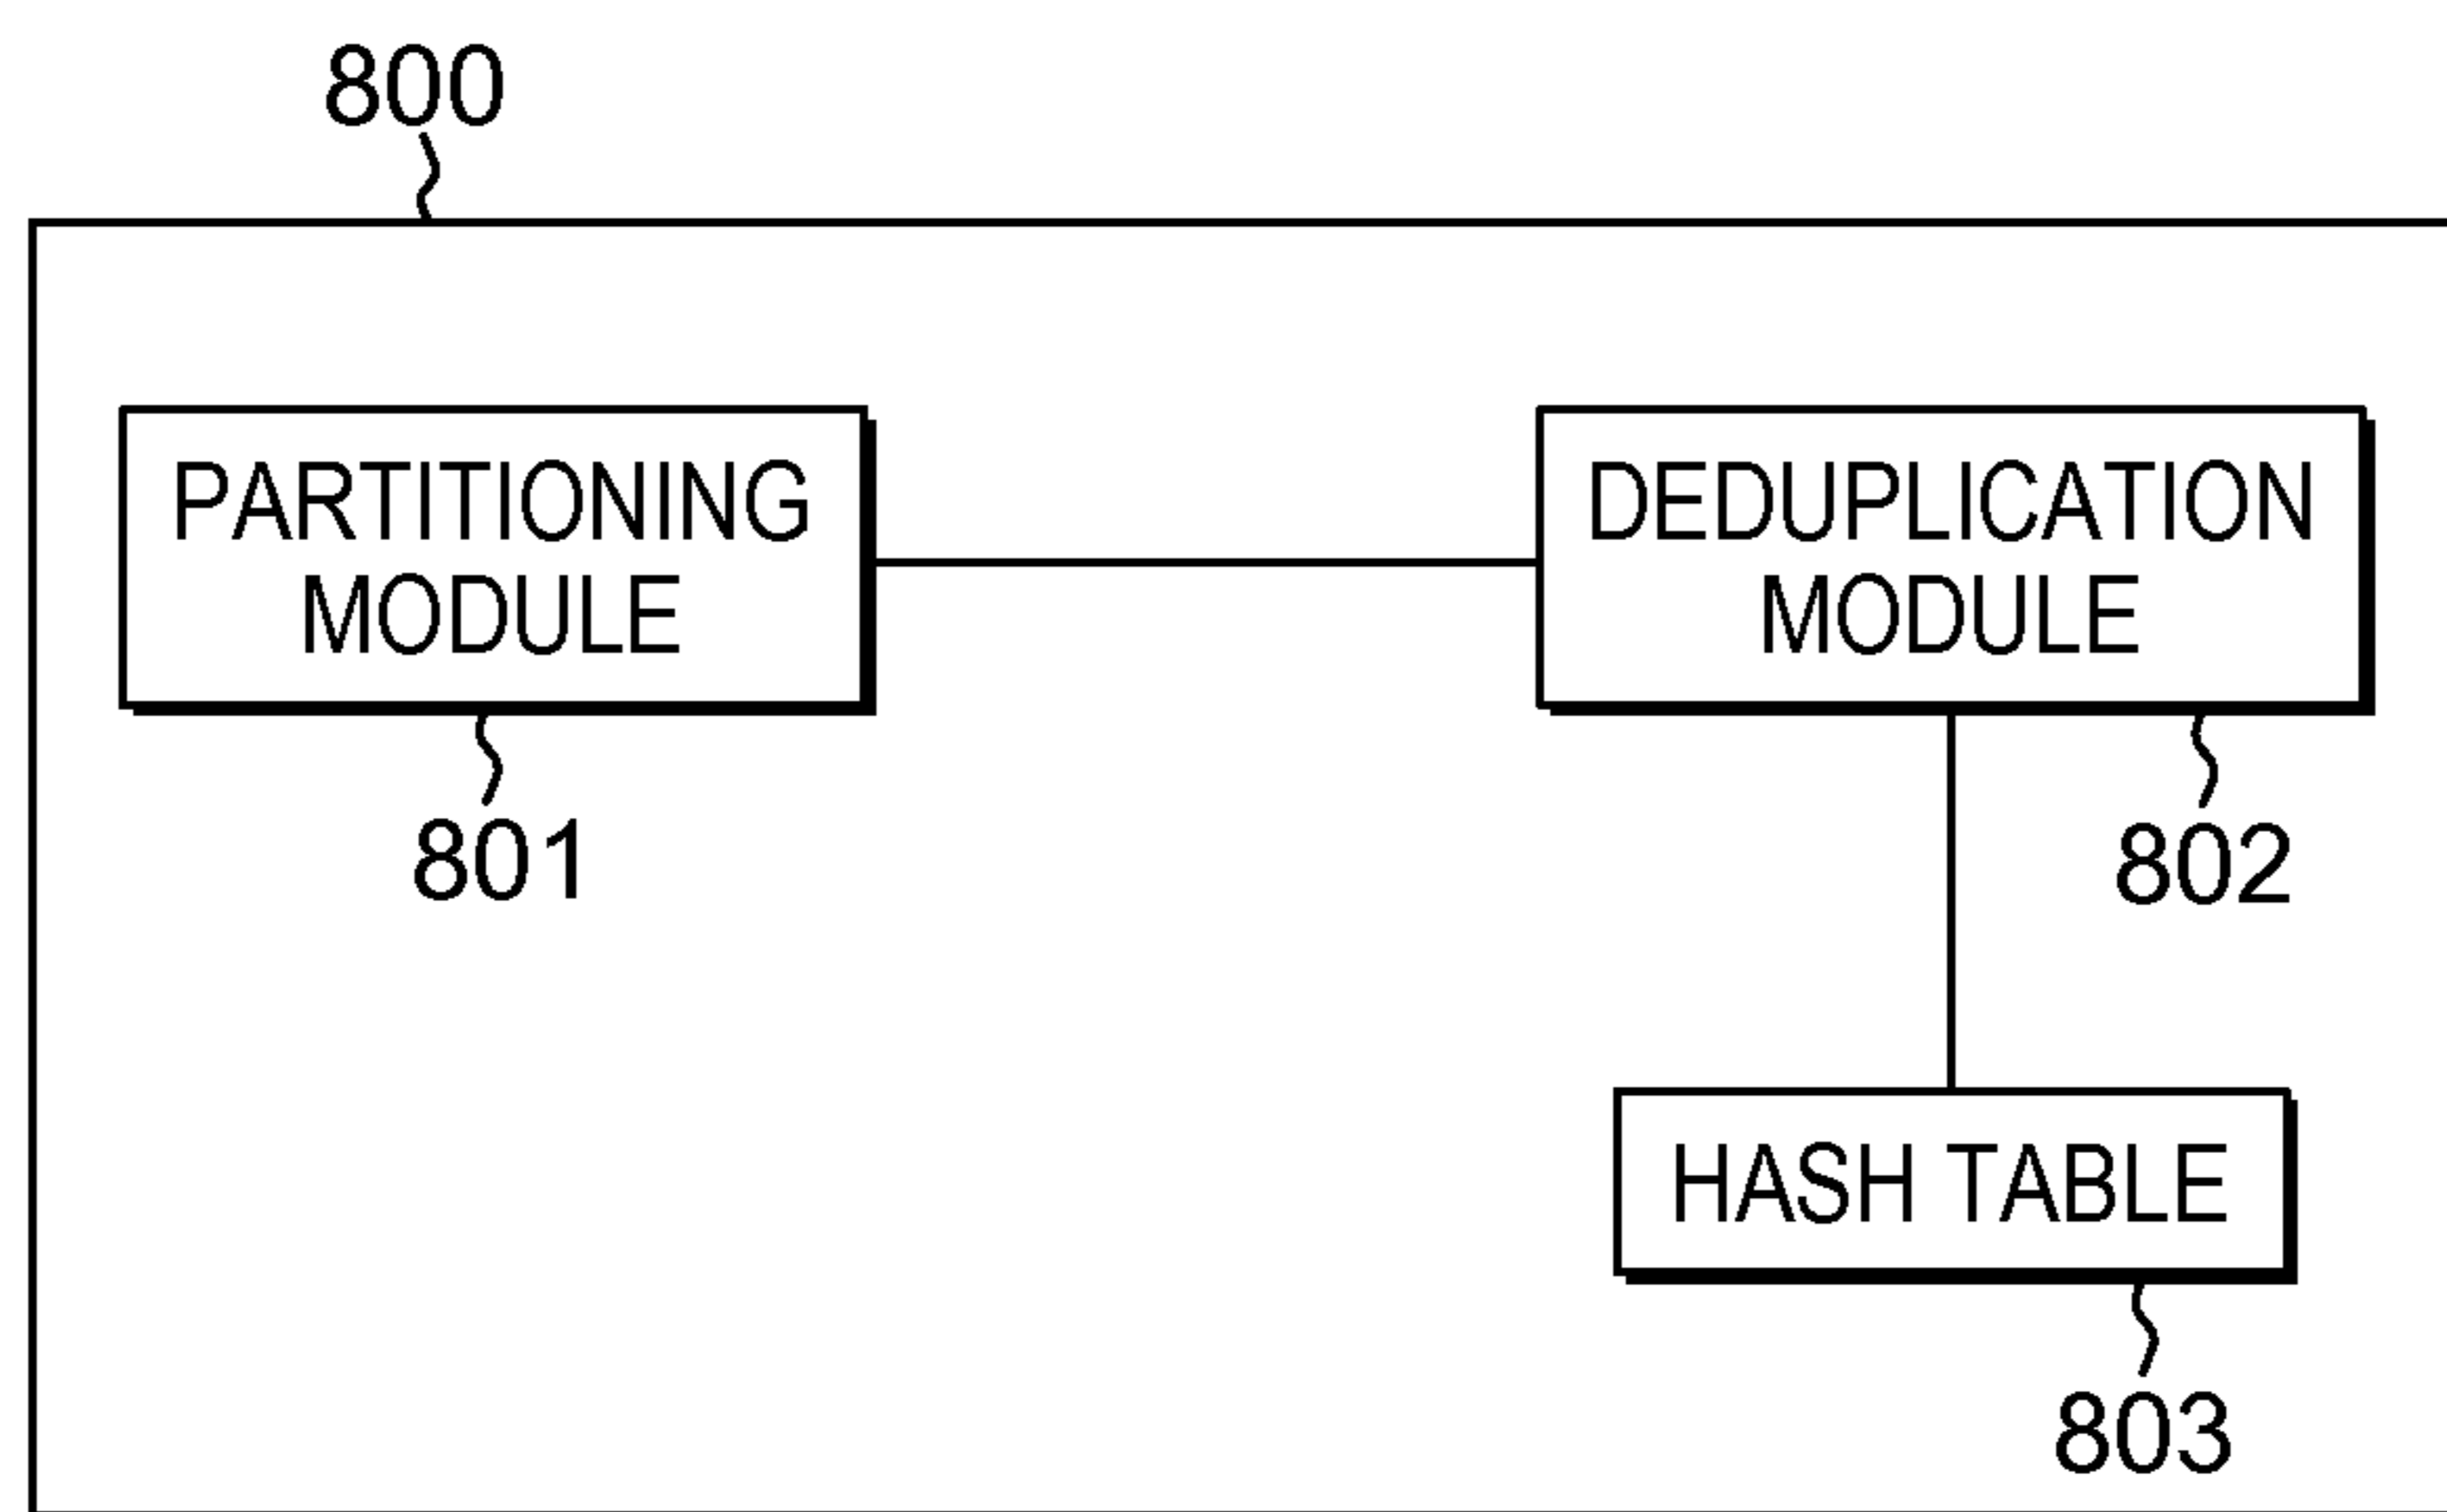 800
PARTITIONING
MODULE
DEDUPLICATION
MODULE
801
802
HASH TABLE
803